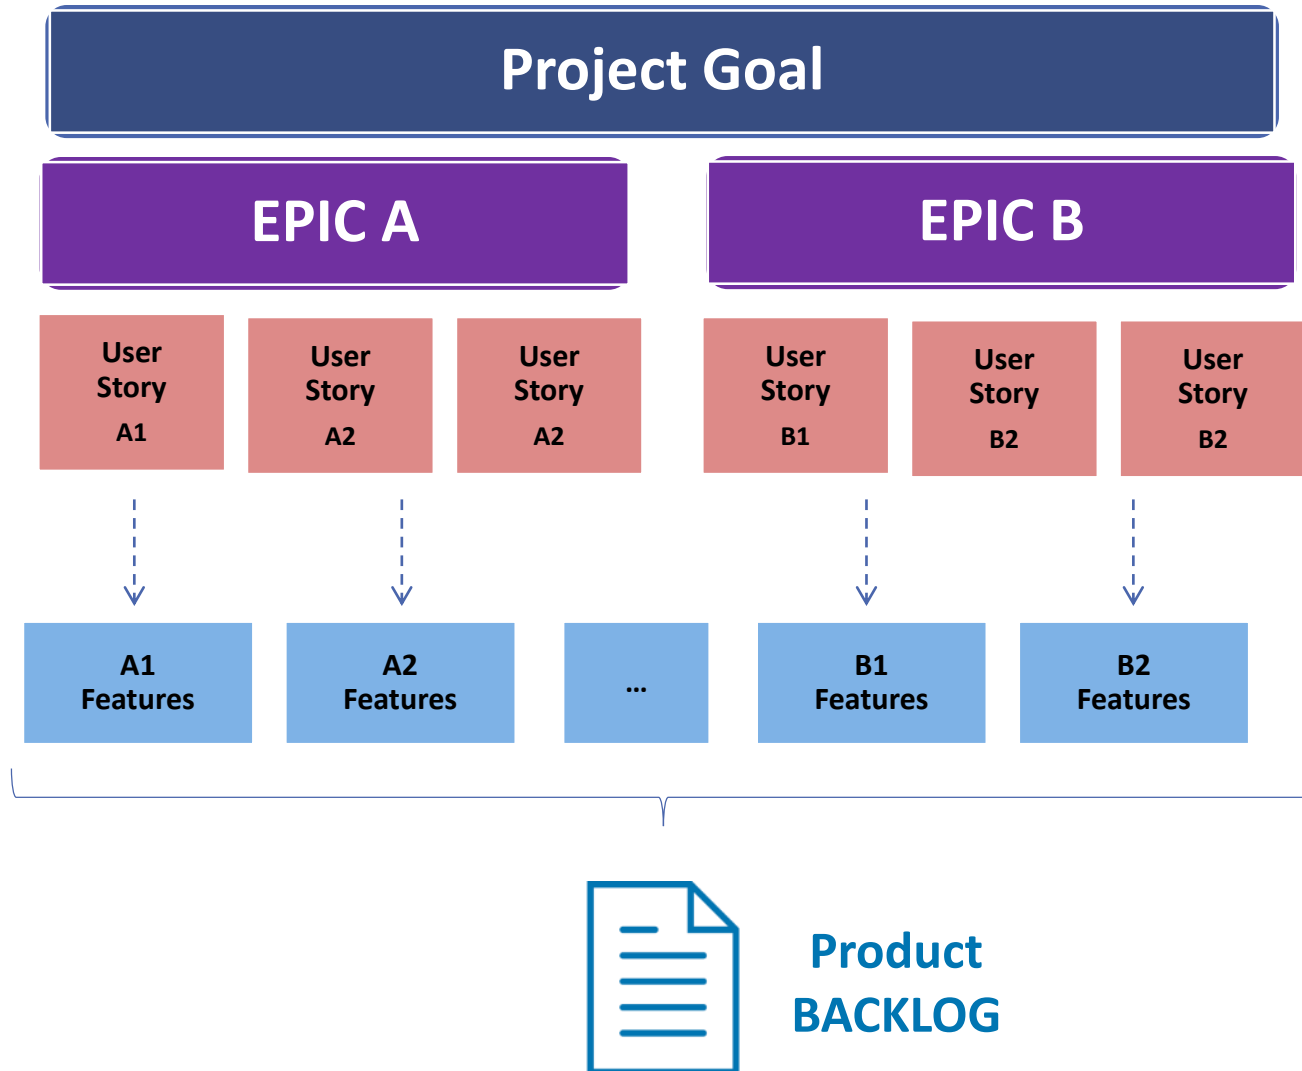 Project Goal
EPIC A
EPIC B
User
Story
A1
User
Story
A2
User
Story
A2
User
Story
B1
User
Story
B2
User
Story
B2
A1
Features
A2
Features
...
B1
Features
B2
Features
Product
BACKLOG